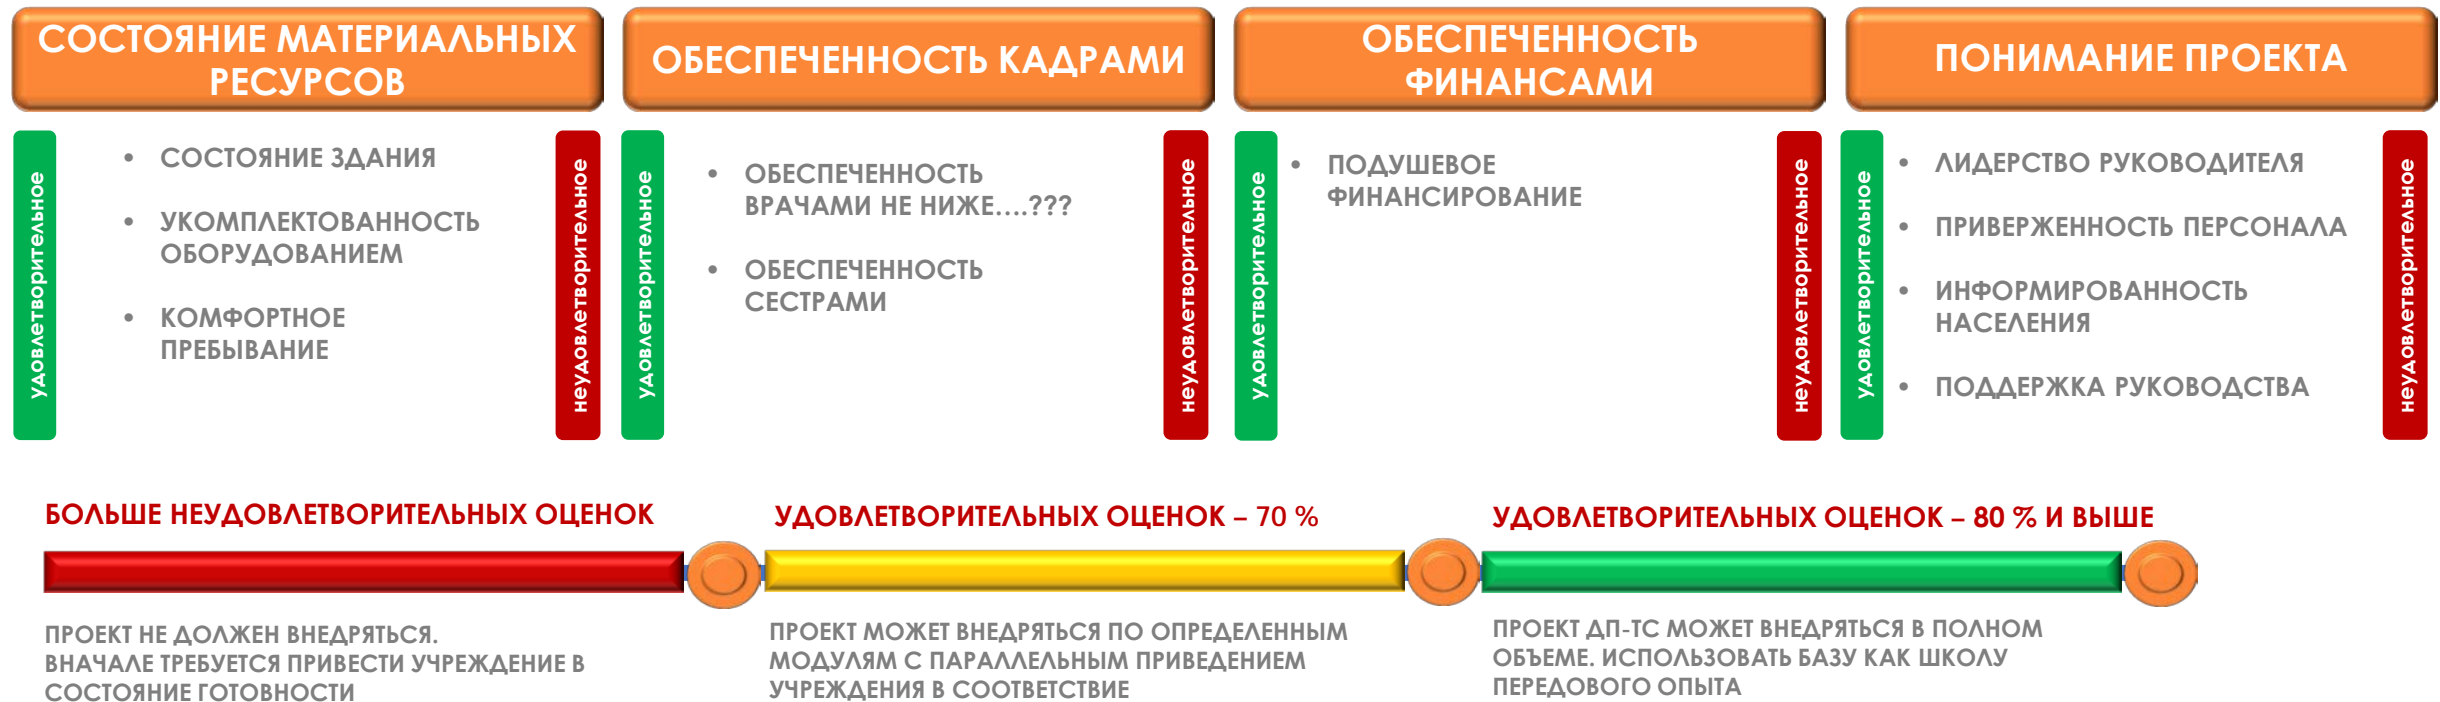 СОСТОЯНИЕ МАТЕРИАЛЬНЫХ
РЕСУРСОВ
удовлетворительное
• СОСТОЯНИЕ ЗДАНИЯ
• УКОМПЛЕКТОВАННОСТЬ
ОБОРУДОВАНИЕМ
• КОМФОРТНОЕ
ПРЕБЫВАНИЕ
неудовлетворительное
ОБЕСПЕЧЕННОСТЬ КАДРАМИ
удовлетворительное
• ОБЕСПЕЧЕННОСТЬ
ВРАЧАМИ НЕ НИЖЕ....???
• ОБЕСПЕЧЕННОСТЬ
СЕСТРАМИ
неудовлетворительное
ОБЕСПЕЧЕННОСТЬ
ФИНАНСАМИ
удовлетворительное
• ПОДУШЕВОЕ
ФИНАНСИРОВАНИЕ
неудовлетворительное
ПОНИМАНИЕ ПРОЕКТА
удовлетворительное
• ЛИДЕРСТВО РУКОВОДИТЕЛЯ
• ПРИВЕРЖЕННОСТЬ ПЕРСОНАЛА
• ИНФОРМИРОВАННОСТЬ
НАСЕЛЕНИЯ
• ПОДДЕРЖКА РУКОВОДСТВА
неудовлетворительное
БОЛЬШЕ НЕУДОВЛЕТВОРИТЕЛЬНЫХ ОЦЕНОК
ПРОЕКТ НЕ ДОЛЖЕН ВНЕДРЯТЬСЯ.
ВНАЧАЛЕ ТРЕБУЕТСЯ ПРИВЕСТИ УЧРЕЖДЕНИЕ В
СОСТОЯНИЕ ГОТОВНОСТИ
УДОВЛЕТВОРИТЕЛЬНЫХ ОЦЕНОК – 70 %
ПРОЕКТ МОЖЕТ ВНЕДРЯТЬСЯ ПО ОПРЕДЕЛЕННЫМ
МОДУЛЯМ С ПАРАЛЛЕЛЬНЫМ ПРИВЕДЕНИЕМ
УЧРЕЖДЕНИЯ В СООТВЕТСТВИЕ
УДОВЛЕТВОРИТЕЛЬНЫХ ОЦЕНОК – 80 % И ВЫШЕ
ПРОЕКТ ДП-ТС МОЖЕТ ВНЕДРЯТЬСЯ В ПОЛНОМ
ОБЪЕМЕ. ИСПОЛЬЗОВАТЬ БАЗУ КАК ШКОЛУ
ПЕРЕДОВОГО ОПЫТА